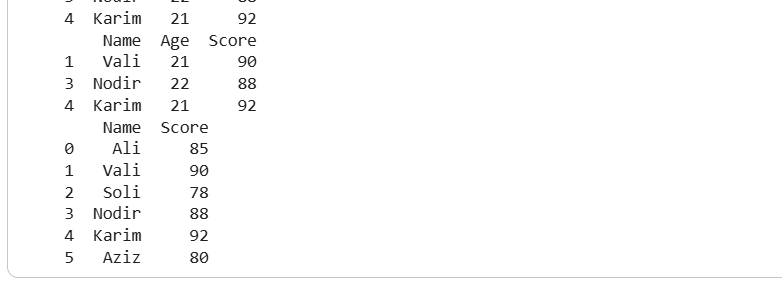 4  Karim   21     92
    Name  Age  Score
1   Vali   21     90
3  Nodir   22     88
4  Karim   21     92
    Name  Score
0    Ali     85
1   Vali     90
2   Soli     78
3  Nodir     88
4  Karim     92
5   Aziz     80